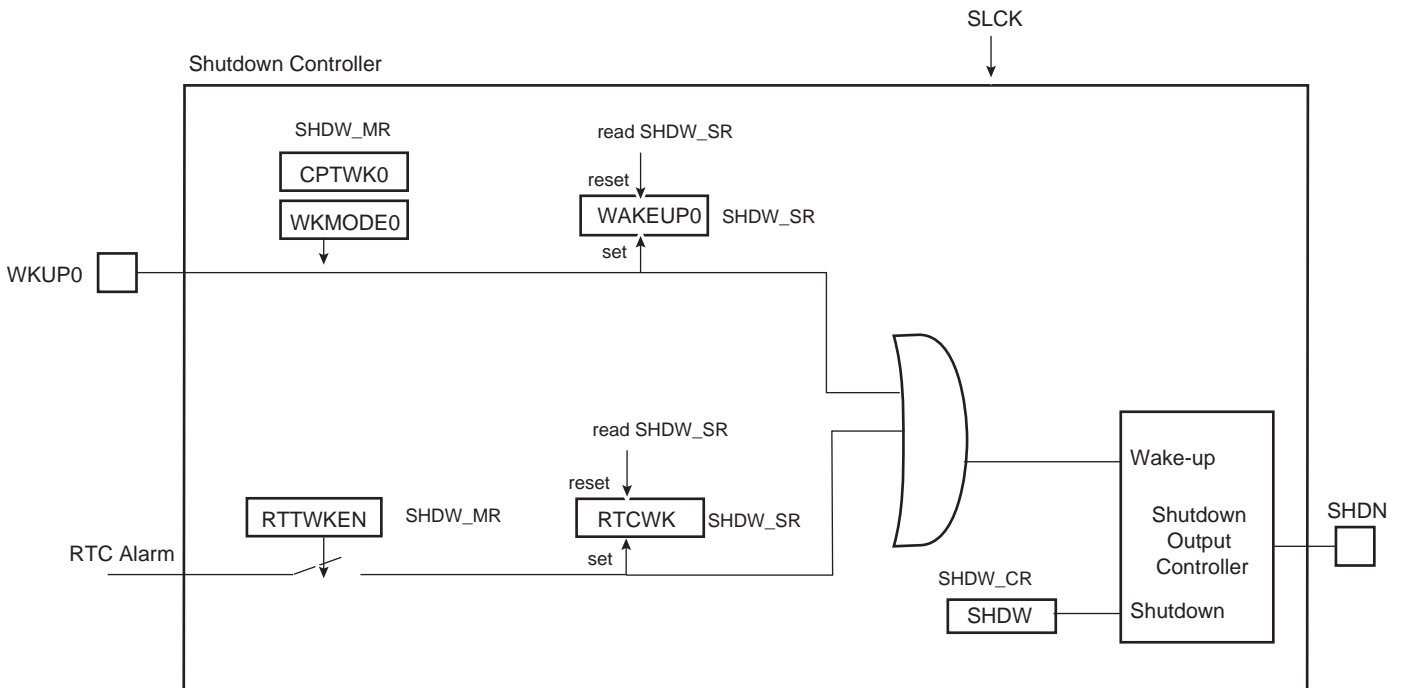 SLCK
Shutdown Controller
SHDW_MR
read SHDW_SR
CPTWK0
reset
WKMODE0
WAKEUP0
SHDW_SR
set
WKUP0
read SHDW_SR
Wake-up
reset
RTTWKEN
SHDW_MR
RTCWK
SHDW_SR
Shutdown
Output
Controller
SHDN
RTC Alarm
set
SHDW_CR
SHDW
Shutdown